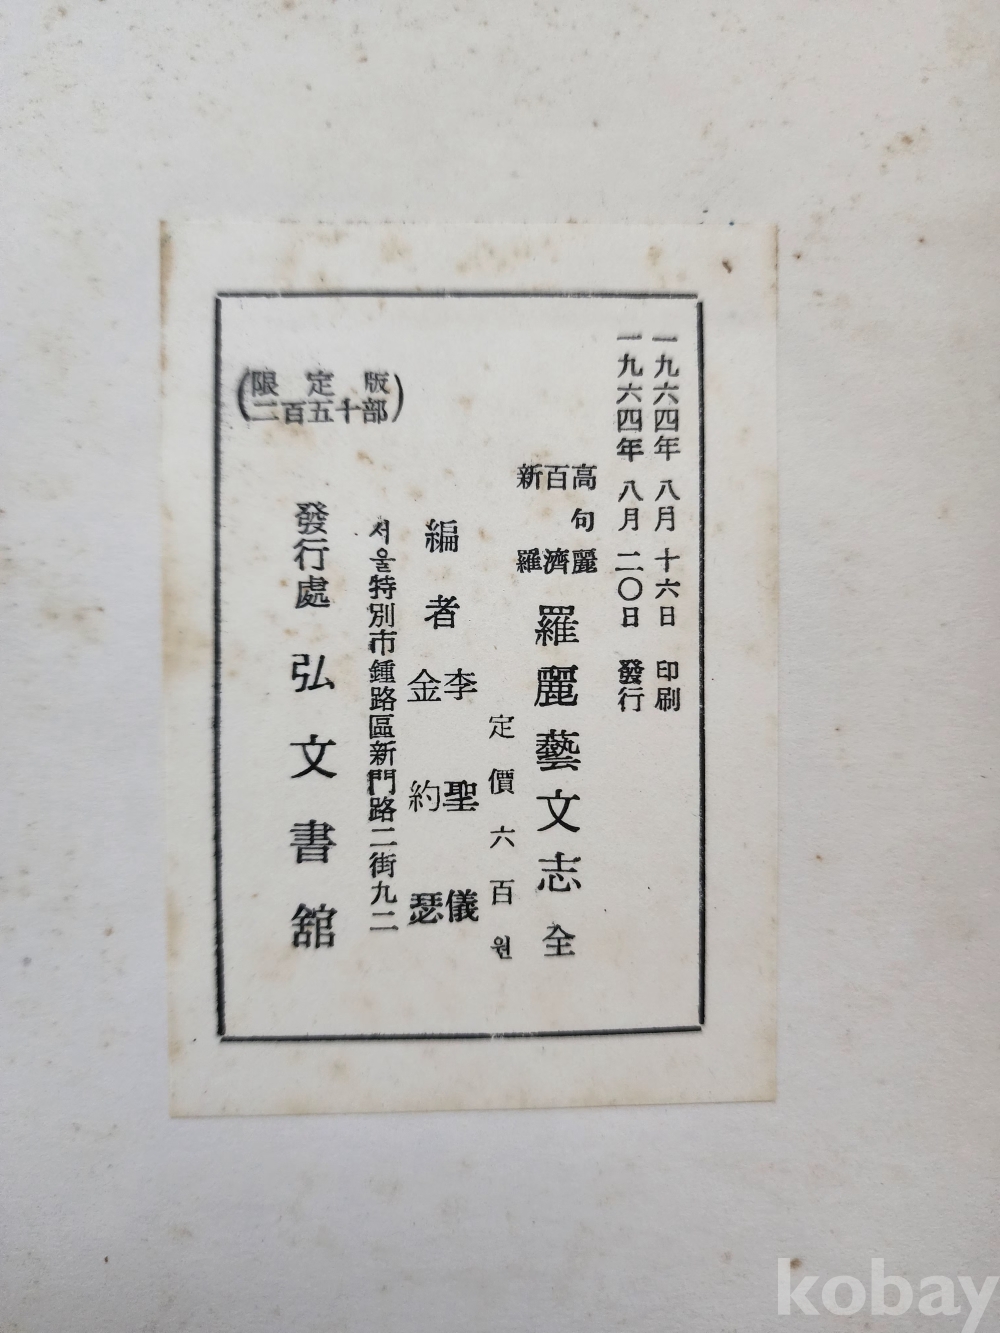 一九六四年 八月 十六日 印刷
一九六四年 八月 二〇日 發行
高句麗
百濟
新羅
羅麗藝文志 全
定價六百원
編者
李聖儀
金約瑟
서울特別市鍾路區新門路二街九二
發行處 弘文書舘
(限定版
二百五十部)
kobay